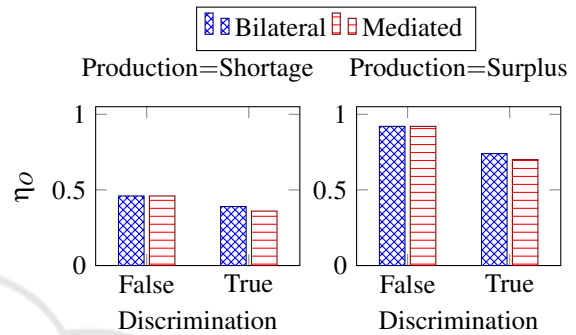 Bilateral Mediated
Production=Shortage Production=Surplus
1 1
0.5 0.5
ηO
0 0
False True False True
Discrimination Discrimination